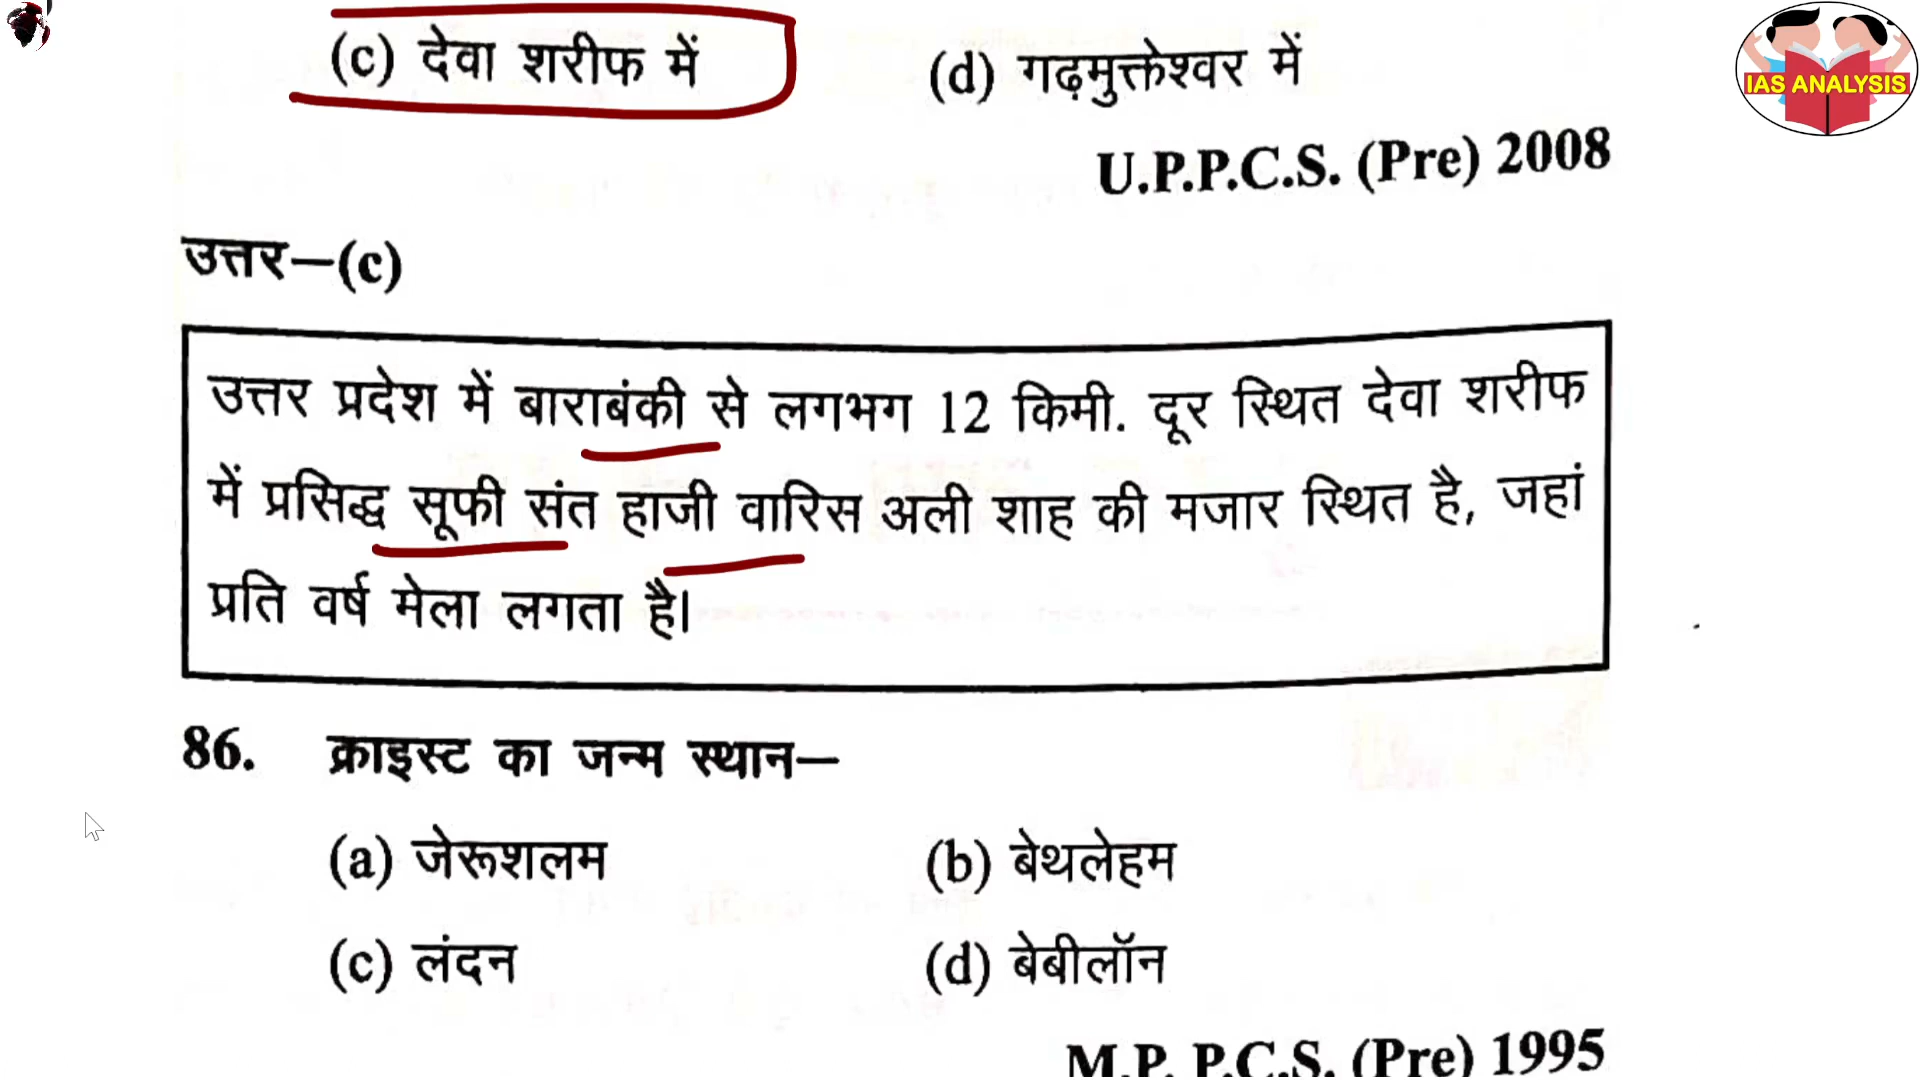 (c) देवा शरीफ में (d) गढ़मुक्तेश्वर में
IAS ANALYSIS
U.P.P.C.S. (Pre) 2008
उत्तर—(c)
उत्तर प्रदेश में बाराबंकी से लगभग 12 किमी. दूर स्थित देवा शरीफ
में प्रसिद्ध सूफी संत हाजी वारिस अली शाह की मजार स्थित है, जहां
प्रति वर्ष मेला लगता है।
86. क्राइस्ट का जन्म स्थान—
(a) जेरूशलम (b) बेथलेहम
(c) लंदन (d) बेबीलॉन
M.P. P.C.S. (Pre) 1995